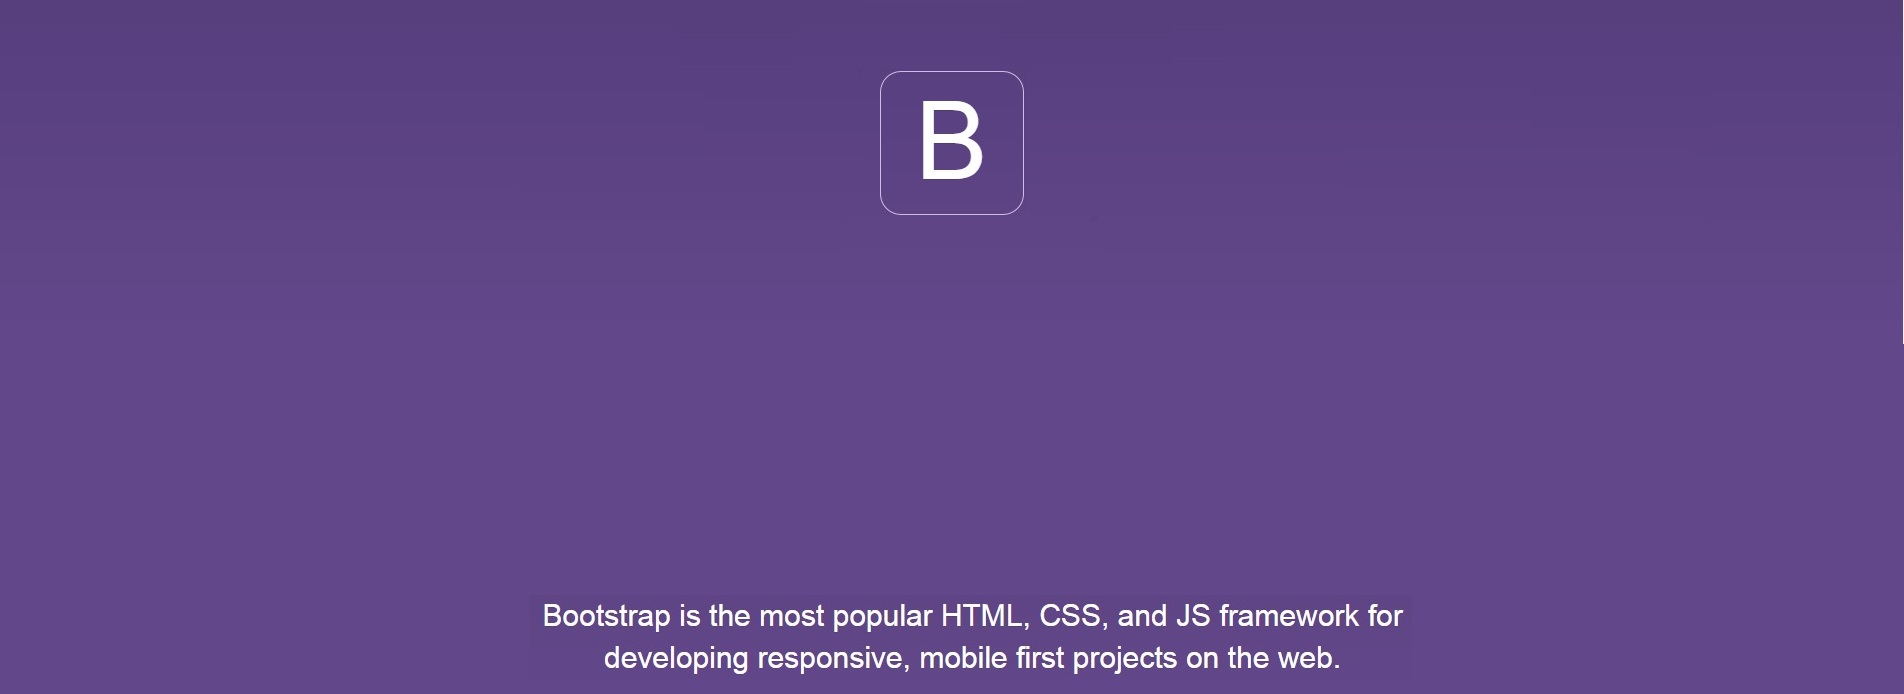 B
Bootstrap is the most popular HTML, CSS, and JS framework for
developing responsive, mobile first projects on the web.